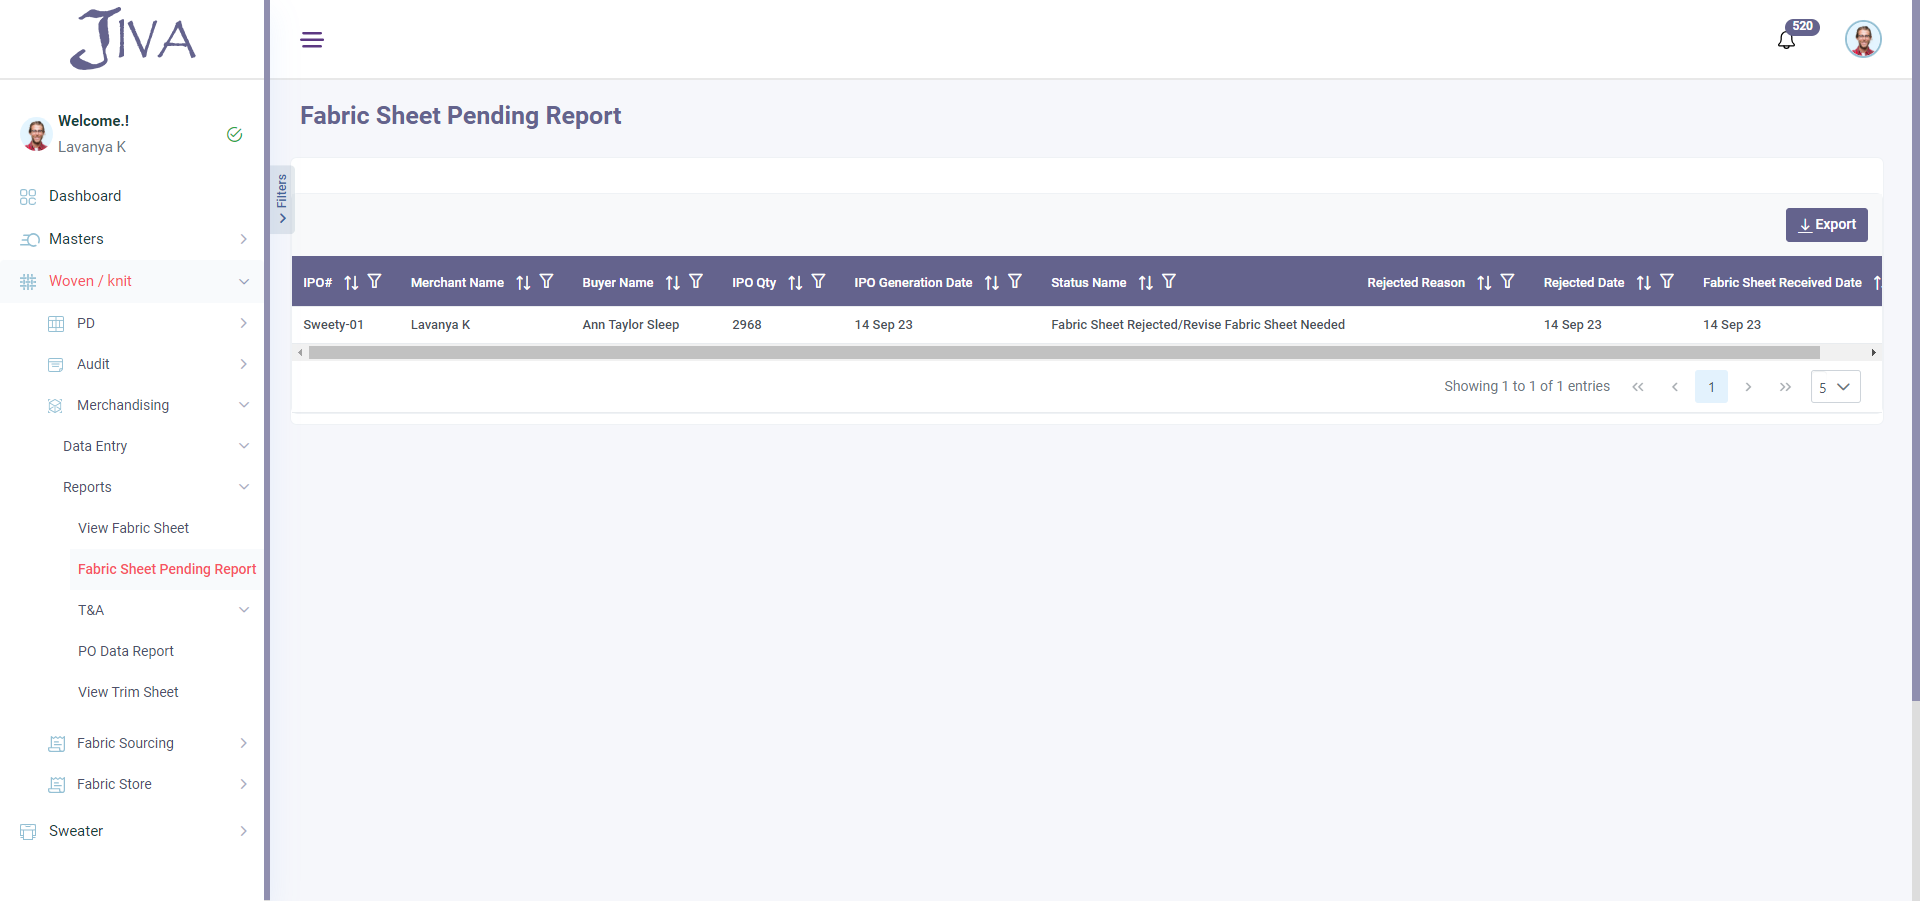 JIVA
520
Welcome.!
Lavanya K
Dashboard
Masters
Woven / knit
PD
Audit
Merchandising
Data Entry
Reports
View Fabric Sheet
Fabric Sheet Pending Report
T&A
PO Data Report
View Trim Sheet
Fabric Sourcing
Fabric Store
Sweater
Fabric Sheet Pending Report
Filters
Export
IPO# Merchant Name Buyer Name IPO Qty IPO Generation Date Status Name Rejected Reason Rejected Date Fabric Sheet Received Date
Sweety-01 Lavanya K Ann Taylor Sleep 2968 14 Sep 23 Fabric Sheet Rejected/Revise Fabric Sheet Needed 14 Sep 23 14 Sep 23
Showing 1 to 1 of 1 entries 1 5